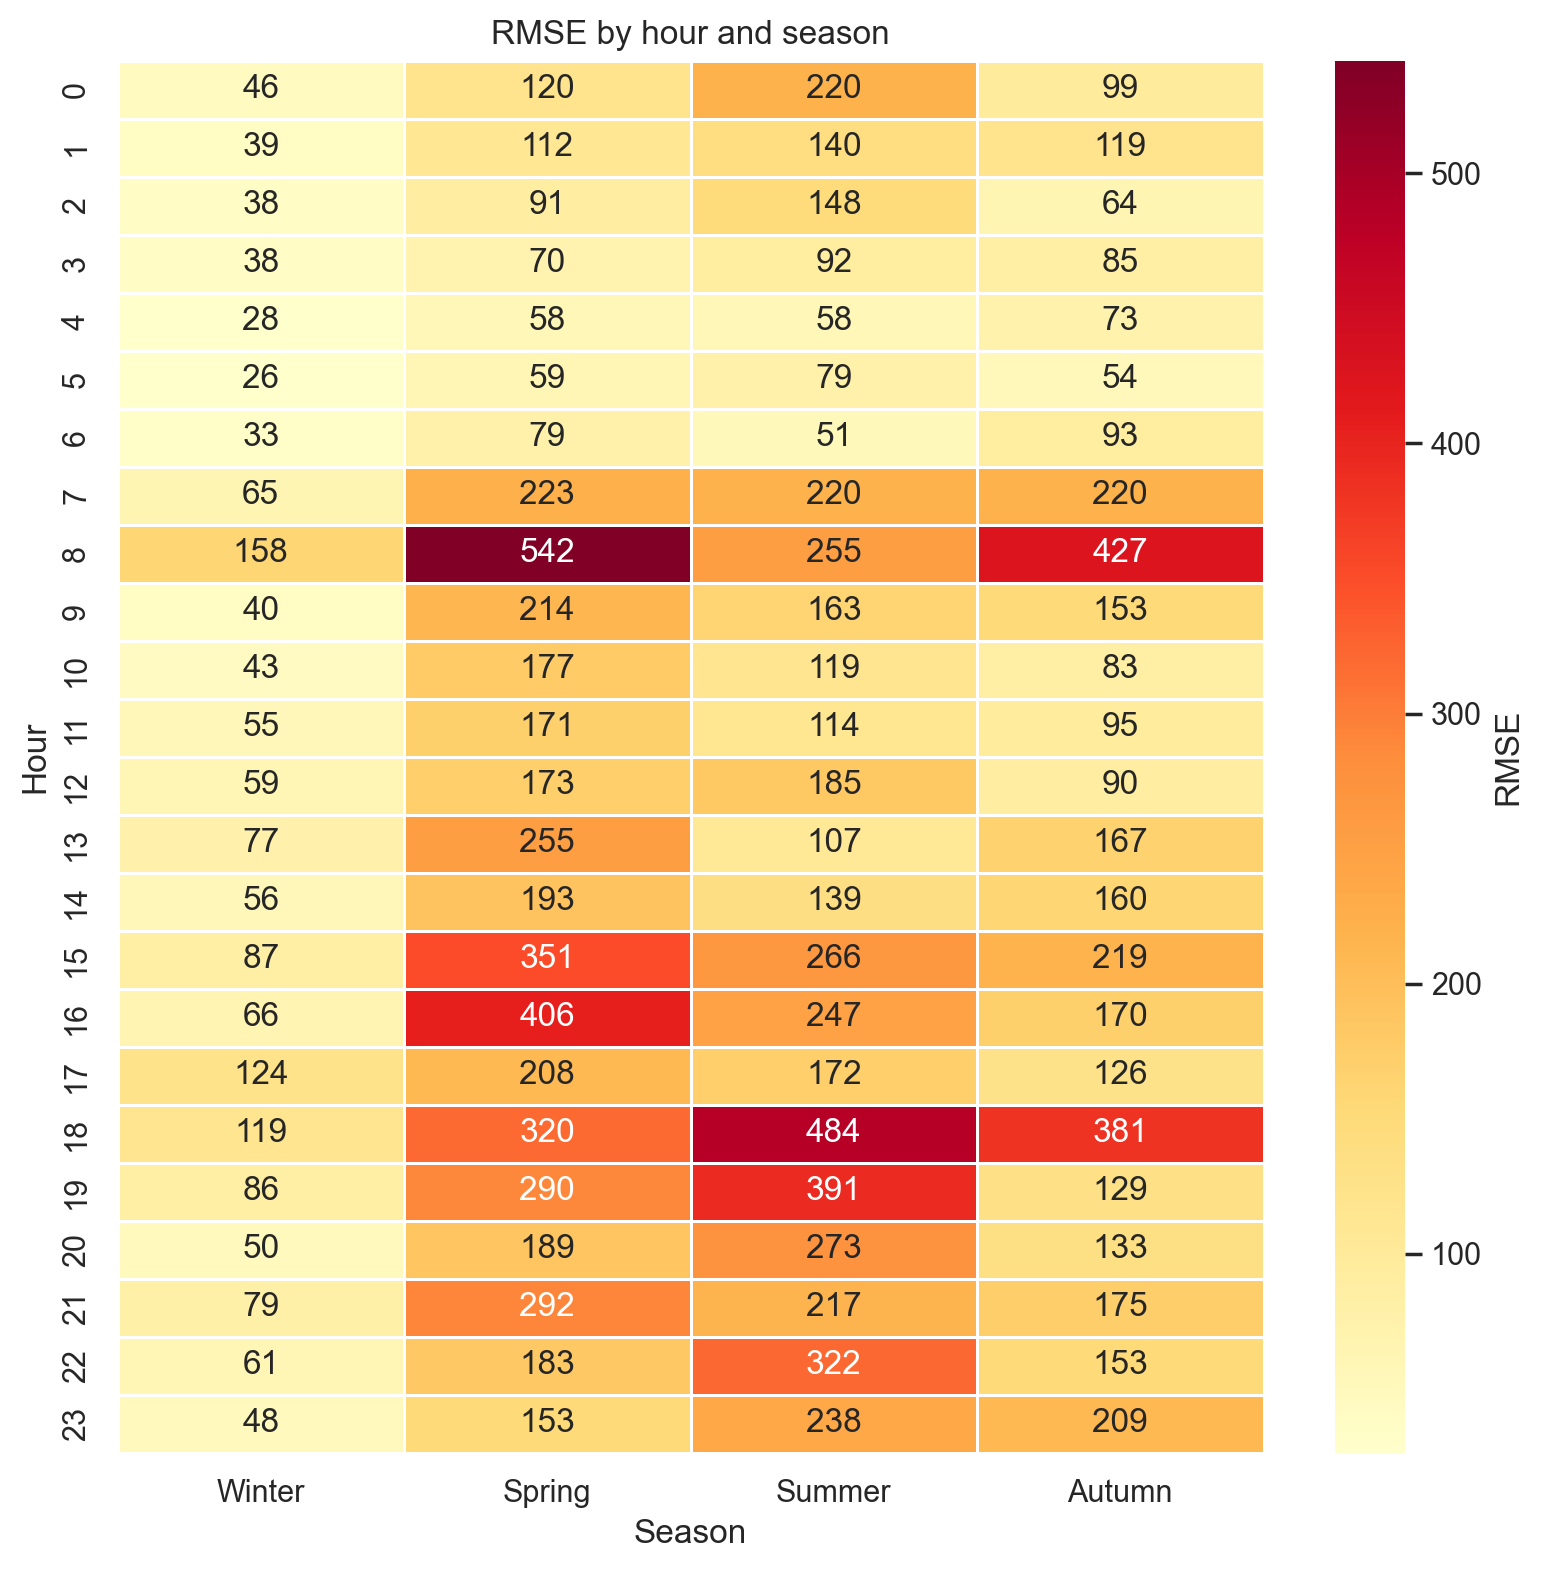 RMSE by hour and season
0 46 120 220 99
1 39 112 140 119
2 38 91 148 64
3 38 70 92 85
4 28 58 58 73
5 26 59 79 54
6 33 79 51 93
7 65 223 220 220
8 158 542 255 427
9 40 214 163 153
10 43 177 119 83
11 55 171 114 95
12 59 173 185 90
13 77 255 107 167
14 56 193 139 160
15 87 351 266 219
16 66 406 247 170
17 124 208 172 126
18 119 320 484 381
19 86 290 391 129
20 50 189 273 133
21 79 292 217 175
22 61 183 322 153
23 48 153 238 209
Hour
Winter Spring Summer Autumn
Season
500
400
300
200
100
RMSE